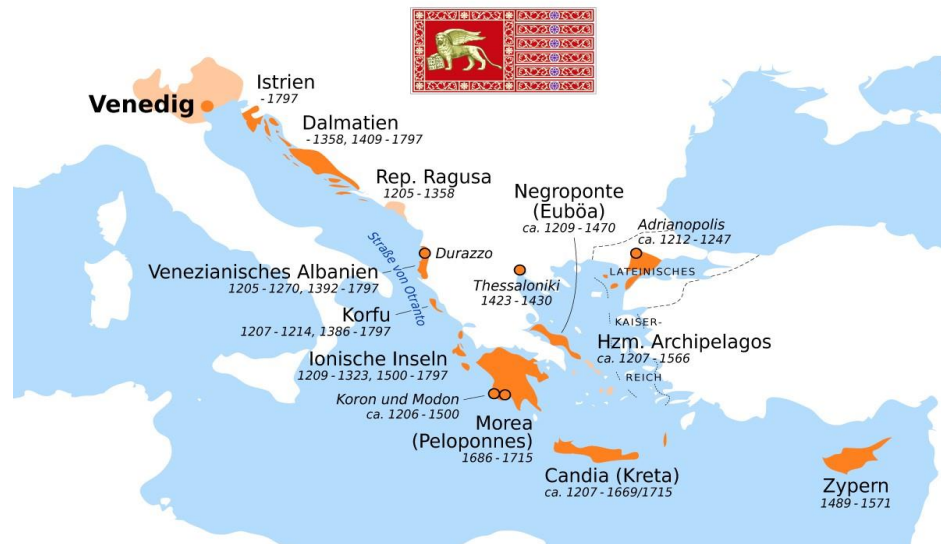 Istrien
- 1797
Venedig
Dalmatien
- 1358, 1409 - 1797
Rep. Ragusa
1205 - 1358
Negroponte
(Euböa)
ca. 1209 - 1470
Adrianopolis
ca. 1212 - 1247
Straße von Otranto
Durazzo
Venezianisches Albanien
1205 - 1270, 1392 - 1797
Thessaloniki
1423 - 1430
LATEINISCHES
Korfu
1207 - 1214, 1386 - 1797
KAISER-
Hzm. Archipelagos
ca. 1207 - 1566
Ionische Inseln
1209 - 1323, 1500 - 1797
REICH
Koron und Modon
ca. 1206 - 1500
Morea
(Peloponnes)
1686 - 1715
Candia (Kreta)
ca. 1207 - 1669/1715
Zypern
1489 - 1571